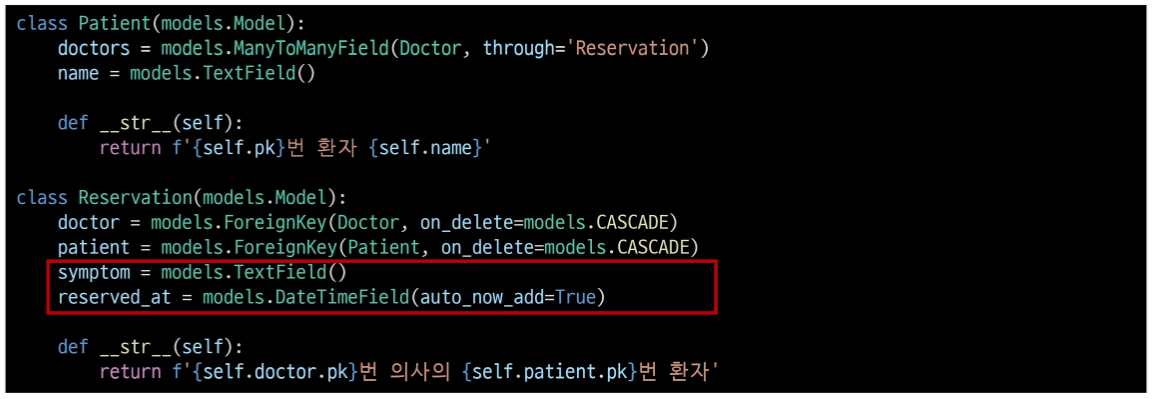 class Patient(models.Model):
    doctors = models.ManyToManyField(Doctor, through='Reservation')
    name = models.TextField()

    def __str__(self):
        return f'{self.pk}번 환자 {self.name}'

class Reservation(models.Model):
    doctor = models.ForeignKey(Doctor, on_delete=models.CASCADE)
    patient = models.ForeignKey(Patient, on_delete=models.CASCADE)
    symptom = models.TextField()
    reserved_at = models.DateTimeField(auto_now_add=True)

    def __str__(self):
        return f'{self.doctor.pk}번 의사의 {self.patient.pk}번 환자'